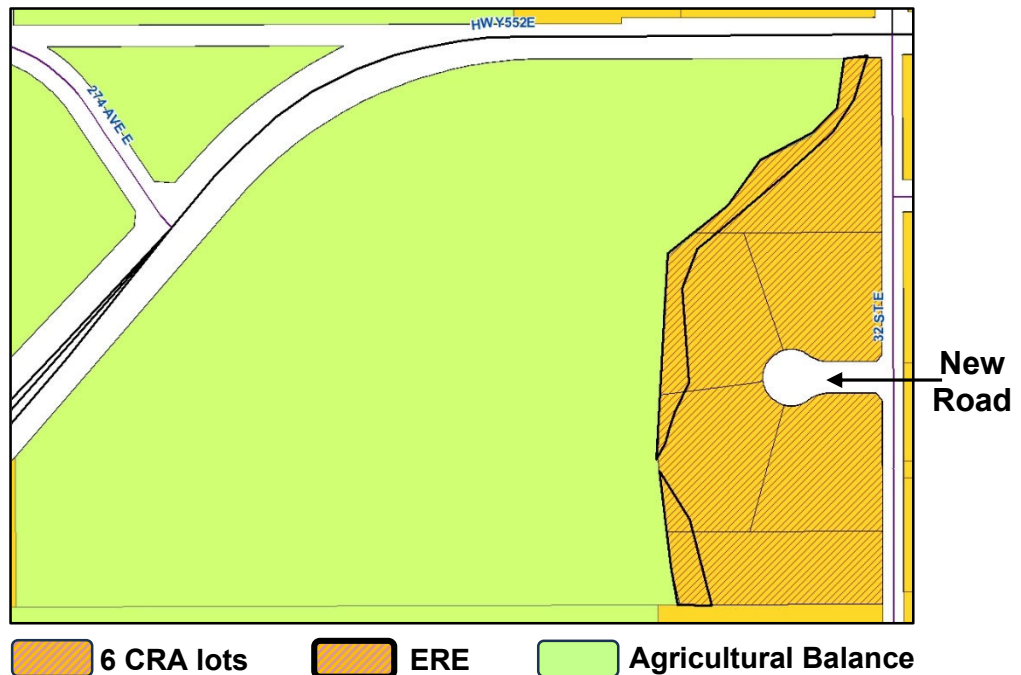 HWY552E
274 AVE E
32 ST E
New
Road
6 CRA lots
ERE
Agricultural Balance